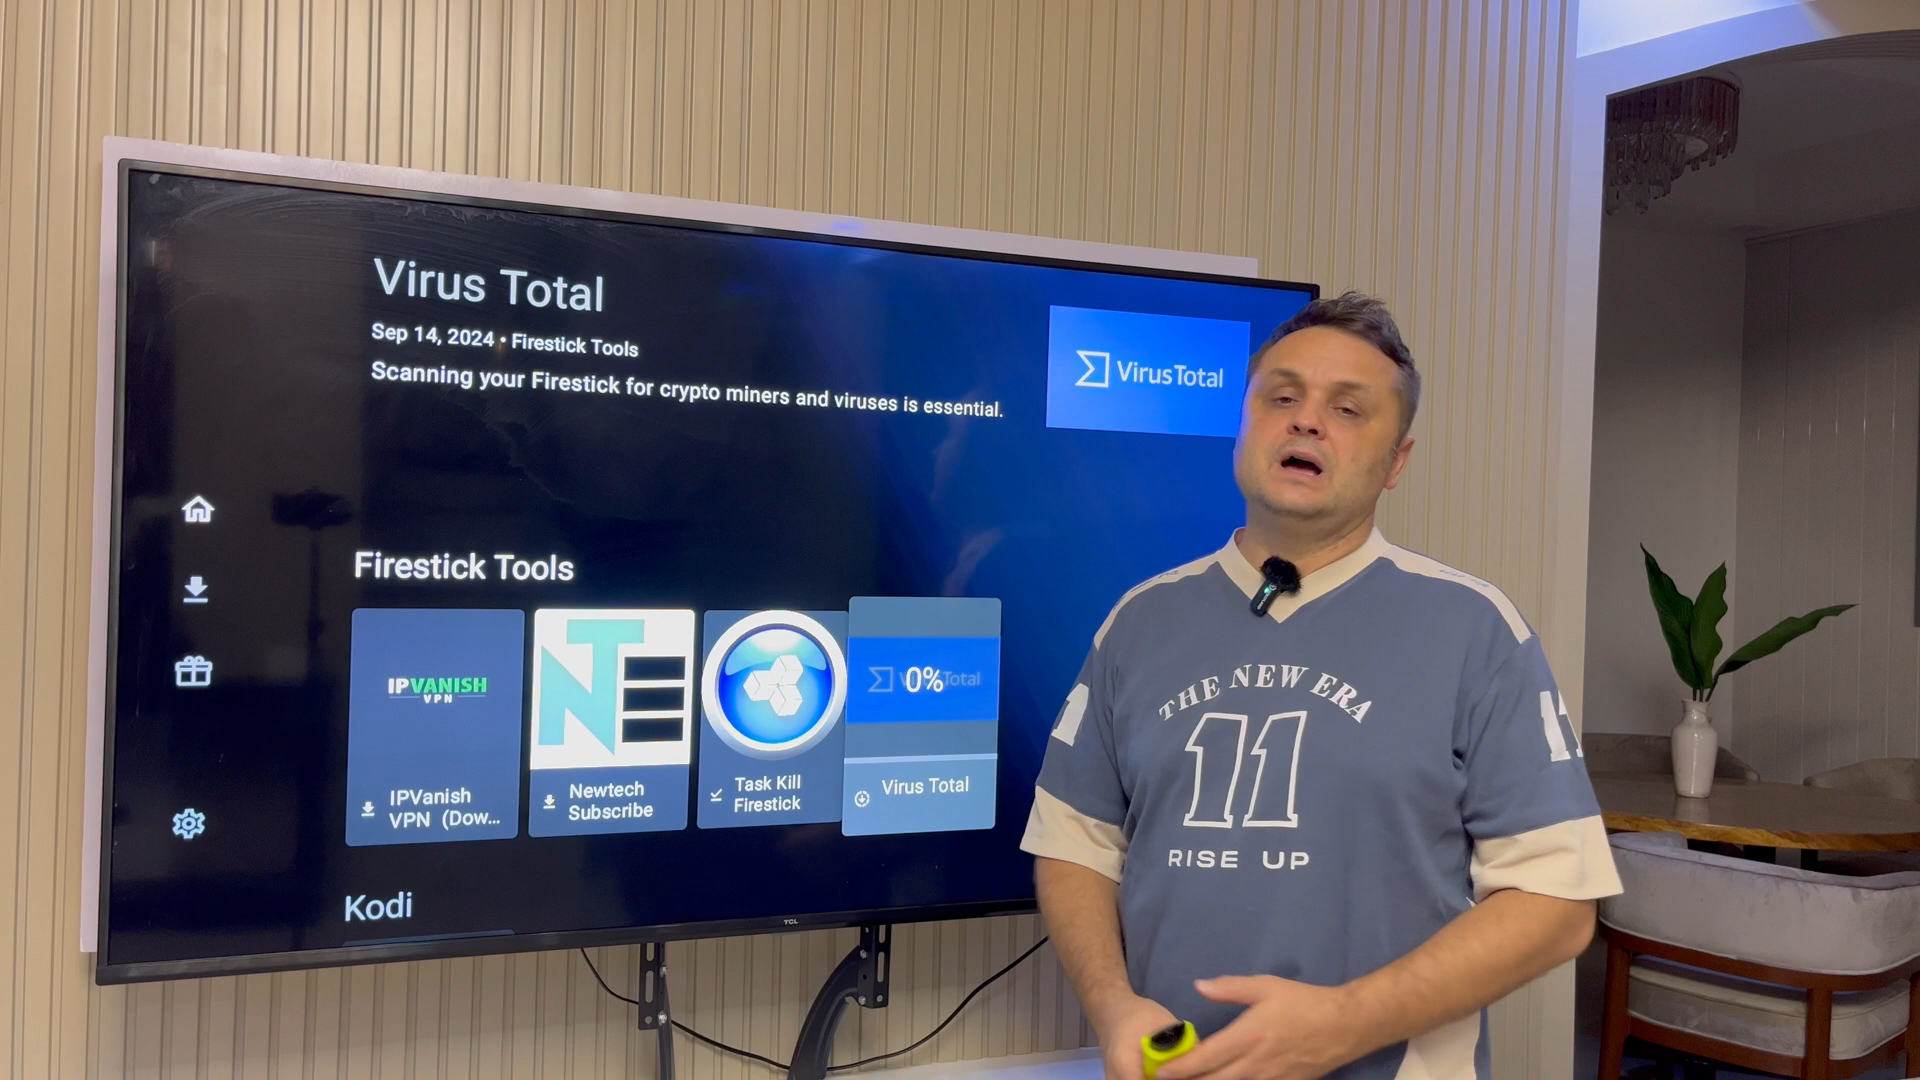 Virus Total
Sep 14, 2024 • Firestick Tools
Scanning your Firestick for crypto miners and viruses is essential.
VirusTotal
Firestick Tools
IPVANISH
VPN
NTE
0%
Total
IPVanish
VPN (Dow...
Newtech
Subscribe
Task Kill
Firestick
Virus Total
Kodi
TCL
THE NEW ERA
11
RISE UP